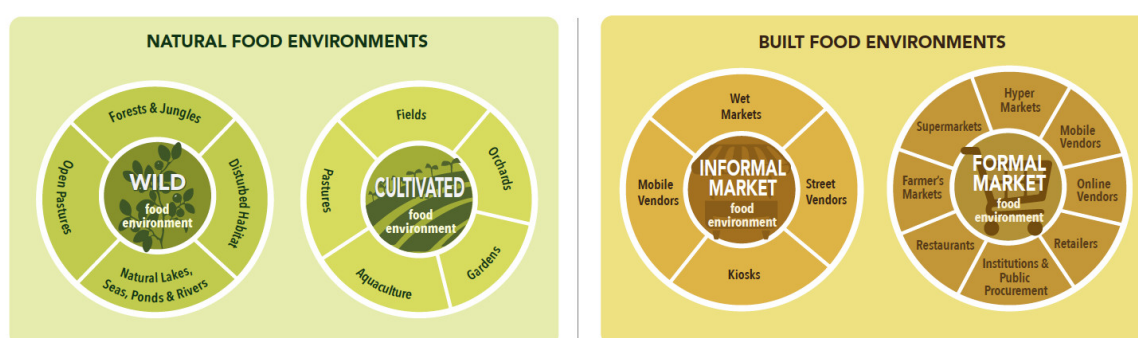 NATURAL FOOD ENVIRONMENTS
Forests & Jungles
Open Pastures
Disturbed Habitat
Natural Lakes,
Seas, Ponds & Rivers
WILD
food
environment
Fields
Orchards
Gardens
Aquaculture
Pastures
CULTIVATED
food
environment
BUILT FOOD ENVIRONMENTS
Wet
Markets
Street
Vendors
Kiosks
Mobile
Vendors
INFORMAL
MARKET
food
environment
Hyper
Markets
Mobile
Vendors
Online
Vendors
Retailers
Institutions &
Public
Procurement
Restaurants
Farmer's
Markets
Supermarkets
FORMAL
MARKET
food
environment